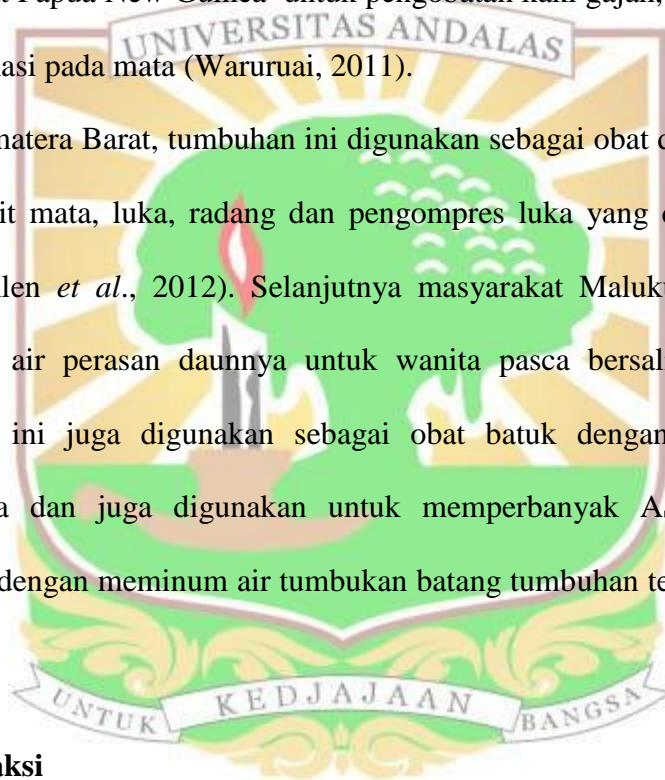 t Papua New Guinea untuk pengobatan kaki gajah,
UNIVERSITAS ANDALAS
asi pada mata (Waruruai, 2011).
matera Barat, tumbuhan ini digunakan sebagai obat
it mata, luka, radang dan pengompres luka yang
len et al., 2012). Selanjutnya masyarakat Maluk
air perasan daunnya untuk wanita pasca bersal
ini juga digunakan sebagai obat batuk dengan
a dan juga digunakan untuk memperbanyak A
dengan meminum air tumbukan batang tumbuhan te
UNTUK KEDJAJAAN BANGSA
aksi